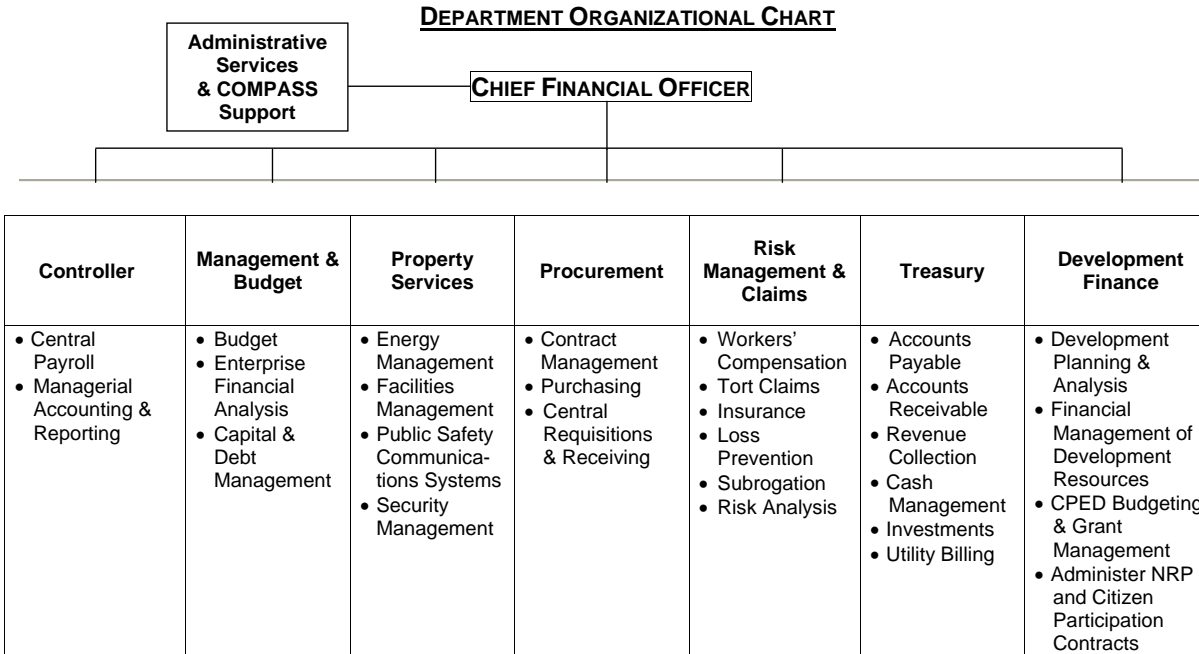 DEPARTMENT ORGANIZATIONAL CHART
Administrative
Services
& COMPASS
Support
CHIEF FINANCIAL OFFICER
Controller
• Central
Payroll
• Managerial
Accounting &
Reporting
Management &
Budget
• Budget
• Enterprise
Financial
Analysis
• Capital &
Debt
Management
Property
Services
• Energy
Management
• Facilities
Management
• Public Safety
Communica-
tions Systems
• Security
Management
Procurement
• Contract
Management
• Purchasing
• Central
Requisitions
& Receiving
Risk
Management &
Claims
• Workers'
Compensation
• Tort Claims
• Insurance
• Loss
Prevention
• Subrogation
• Risk Analysis
Treasury
• Accounts
Payable
• Accounts
Receivable
• Revenue
Collection
• Cash
Management
• Investments
• Utility Billing
Development
Finance
• Development
Planning &
Analysis
• Financial
Management of
Development
Resources
• CPED Budgeting
& Grant
Management
• Administer NRP
and Citizen
Participation
Contracts